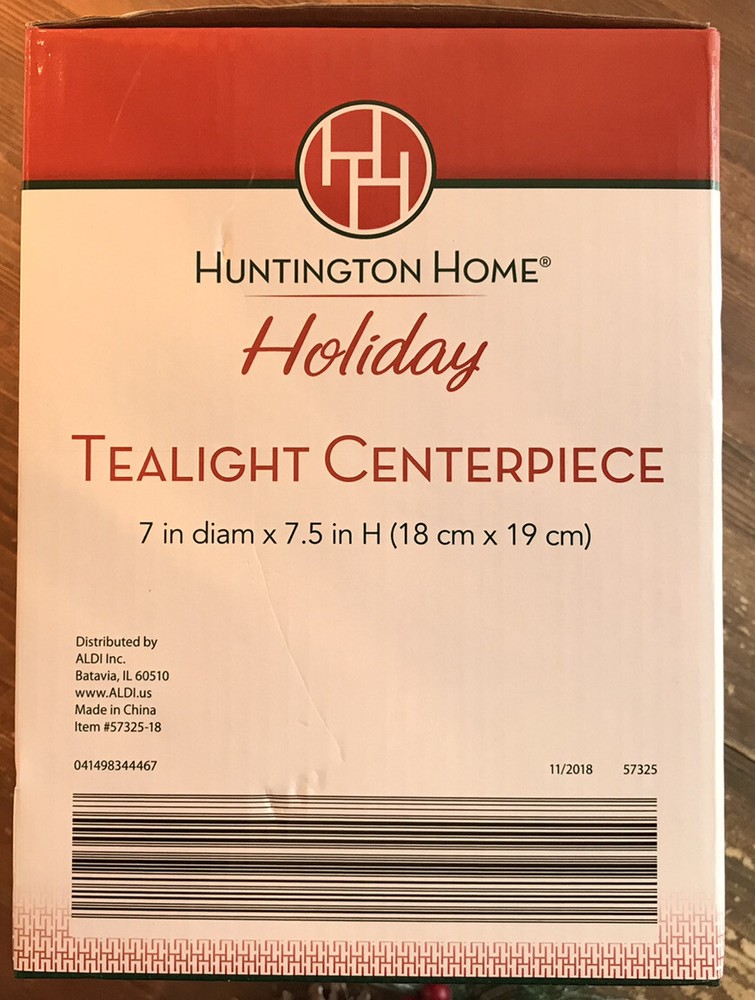 HUNTINGTON HOME®
Holiday
TEALIGHT CENTERPIECE
7 in diam x 7.5 in H (18 cm x 19 cm)
Distributed by
ALDI Inc.
Batavia, IL 60510
www.ALDI.us
Made in China
Item #57325-18
041498344467
11/2018 57325